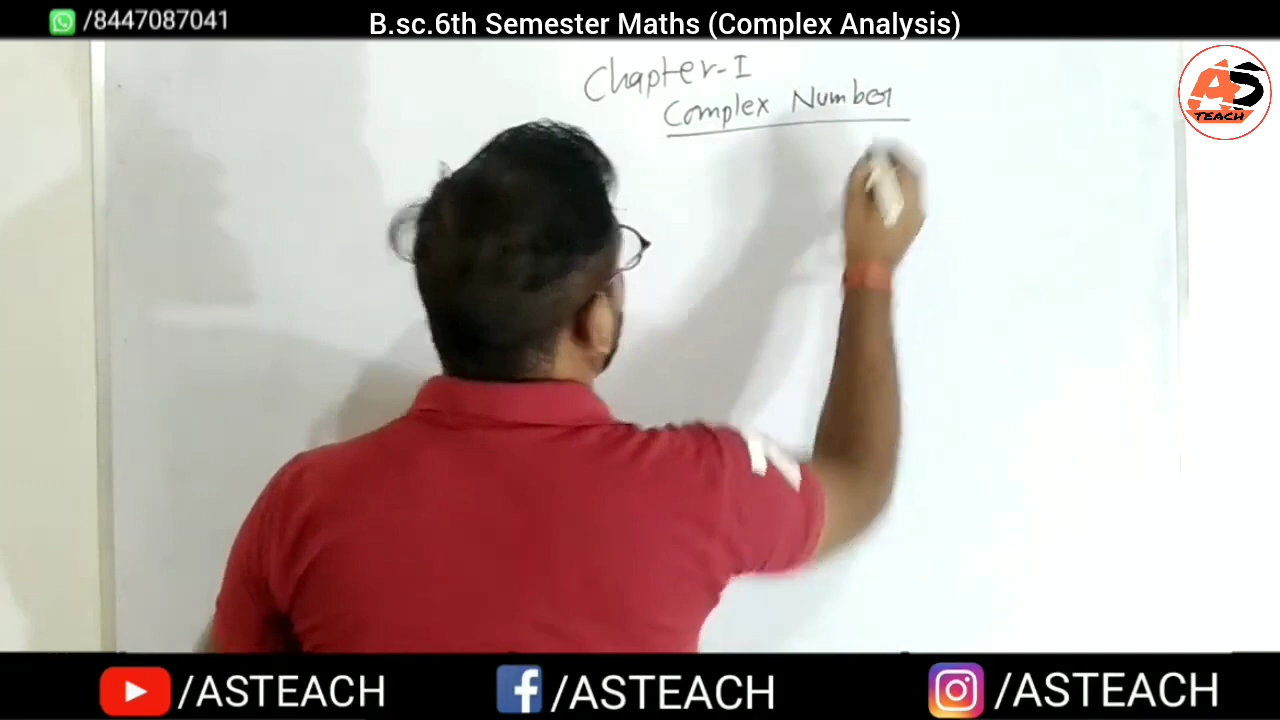 /8447087041
B.sc.6th Semester Maths (Complex Analysis)
Chapter-I
Complex Number
AS
TEACH
/ASTEACH
/ASTEACH
/ASTEACH